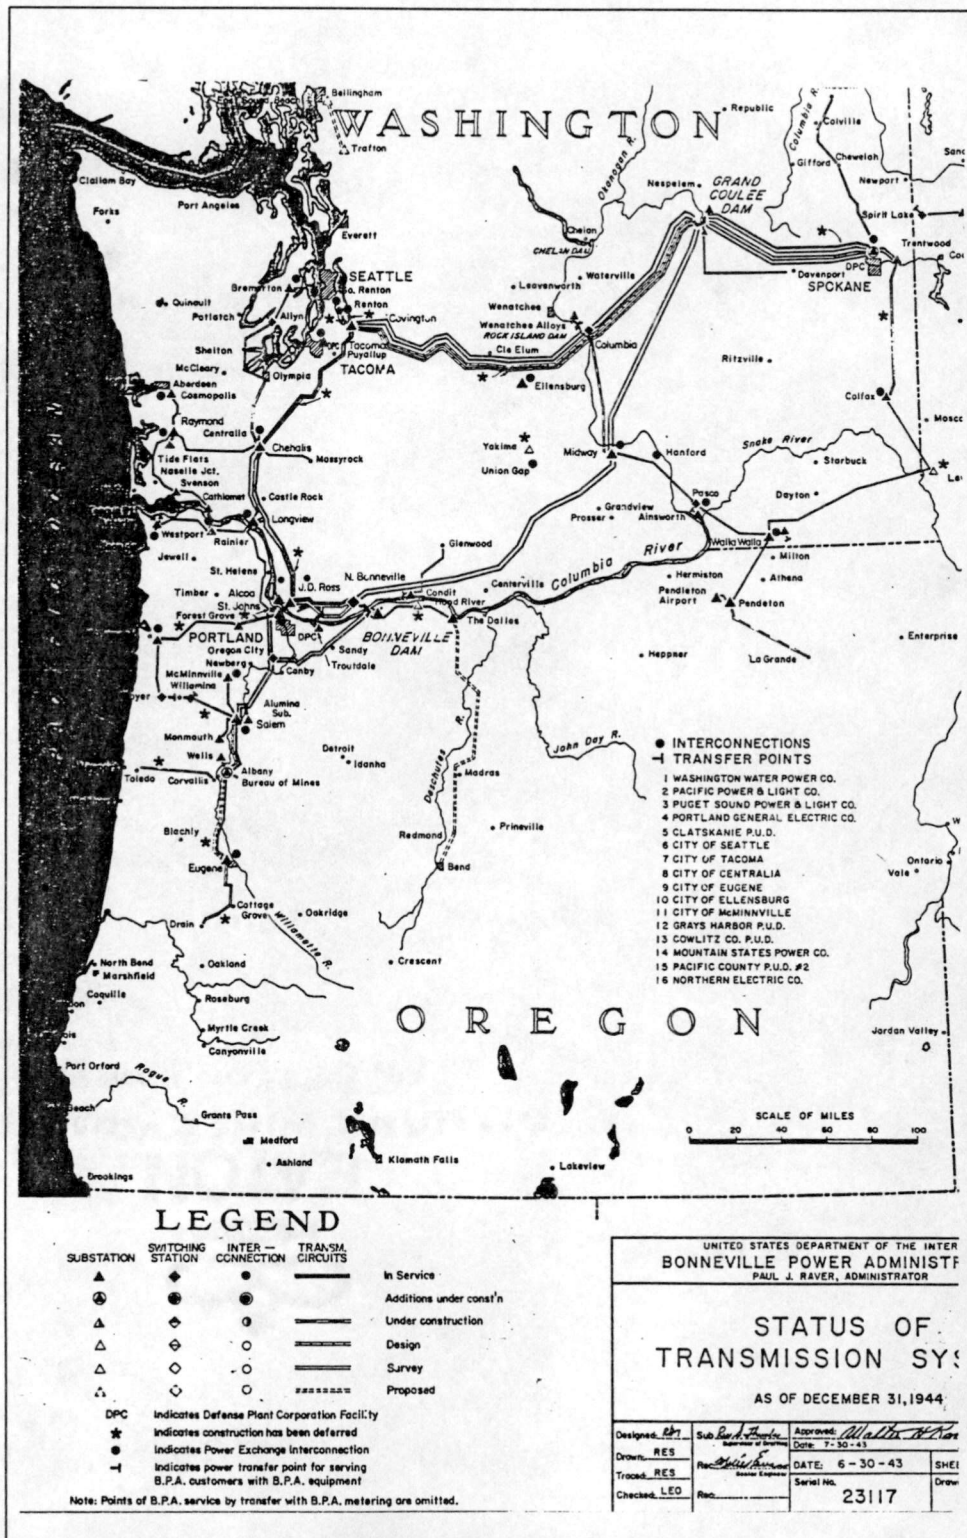 Bellingham
WASHINGTON
Republic
Columbia R.
Colville
Trafton
Okanogan R.
Gifford
Chewelah
Clallam Bay
Nespelem
GRAND
COULEE
DAM
Newport
Port Angeles
Forks
Spirit Lake
Everett
Chelan
CHELAN DAM
Trentwood
SEATTLE
So. Renton
Renton
Waterville
DPC
Davenport
SPOKANE
Bremerton
Leavenworth
Quinault
Potlatch
Allyn
Covington
Wenatchee
Wenatchee Alloys
ROCK ISLAND DAM
Columbia
Tacoma
Puyallup
TACOMA
Shelton
Cle Elum
Ritzville
McCleary
Olympia
Aberdeen
Cosmopolis
Ellensburg
Colfax
Raymond
Centralia
Chehalis
Mossyrock
Yakima
Union Gap
Midway
Hanford
Snake River
Starbuck
Tide Flats
Naselle Jct.
Svenson
Cathlamet
Castle Rock
Longview
Pasco
Dayton
Grandview
Prosser
Ainsworth
Westport
Rainier
Walla Walla
Jewell
Glenwood
Columbia River
Milton
St. Helens
N. Bonneville
Centerville
Hermiston
Athena
Timber
Alcoa
J.D. Ross
Condit
Hood River
Pendleton
Airport
Pendleton
St. Johns
Forest Grove
The Dalles
PORTLAND
DPC
BONNEVILLE
DAM
Enterprise
Oregon City
Sandy
Newberg
Troutdale
Heppner
La Grande
McMinnville
Canby
Willamina
Alumina
Sub.
Salem
Monmouth
Deschutes R.
John Day R.
Wells
Detroit
Idanha
Toledo
Corvallis
Albany
Bureau of Mines
Madras
INTERCONNECTIONS
TRANSFER POINTS
1 WASHINGTON WATER POWER CO.
2 PACIFIC POWER & LIGHT CO.
3 PUGET SOUND POWER & LIGHT CO.
4 PORTLAND GENERAL ELECTRIC CO.
5 CLATSKANIE P.U.D.
6 CITY OF SEATTLE
7 CITY OF TACOMA
8 CITY OF CENTRALIA
9 CITY OF EUGENE
10 CITY OF ELLENSBURG
11 CITY OF McMINNVILLE
12 GRAYS HARBOR P.U.D.
13 COWLITZ CO. P.U.D.
14 MOUNTAIN STATES POWER CO.
15 PACIFIC COUNTY P.U.D. #2
16 NORTHERN ELECTRIC CO.
Blachly
Redmond
Prineville
Ontario
Vale
Eugene
Bend
Cottage
Grove
Oakridge
Drain
Willamette R.
North Bend
Marshfield
Oakland
Crescent
Coquille
Roseburg
OREGON
Myrtle Creek
Canyonville
Jordan Valley
Port Orford
Rogue R.
Beach
Grants Pass
SCALE OF MILES
0 20 40 60 80 100
Medford
Ashland
Klamath Falls
Lakeview
Brookings
LEGEND
SUBSTATION
SWITCHING
STATION
INTER-
CONNECTION
TRANSM.
CIRCUITS
In Service
Additions under const'n
Under construction
Design
Survey
Proposed
DPC Indicates Defense Plant Corporation Facility
Indicates construction has been deferred
Indicates Power Exchange Interconnection
Indicates power transfer point for serving
B.P.A. customers with B.P.A. equipment
Note: Points of B.P.A. service by transfer with B.P.A. metering are omitted.
UNITED STATES DEPARTMENT OF THE INTER
BONNEVILLE POWER ADMINISTR
PAUL J. RAVER, ADMINISTRATOR
STATUS OF
TRANSMISSION SYS
AS OF DECEMBER 31, 1944
Designed:
Sub
Approved:
Date: 7-30-43
Drawn: RES
Rec
Senior Engineer
DATE: 6-30-43
SHE
Traced: RES
Serial No.
23117
Draw
Checked: LEO
Rec: